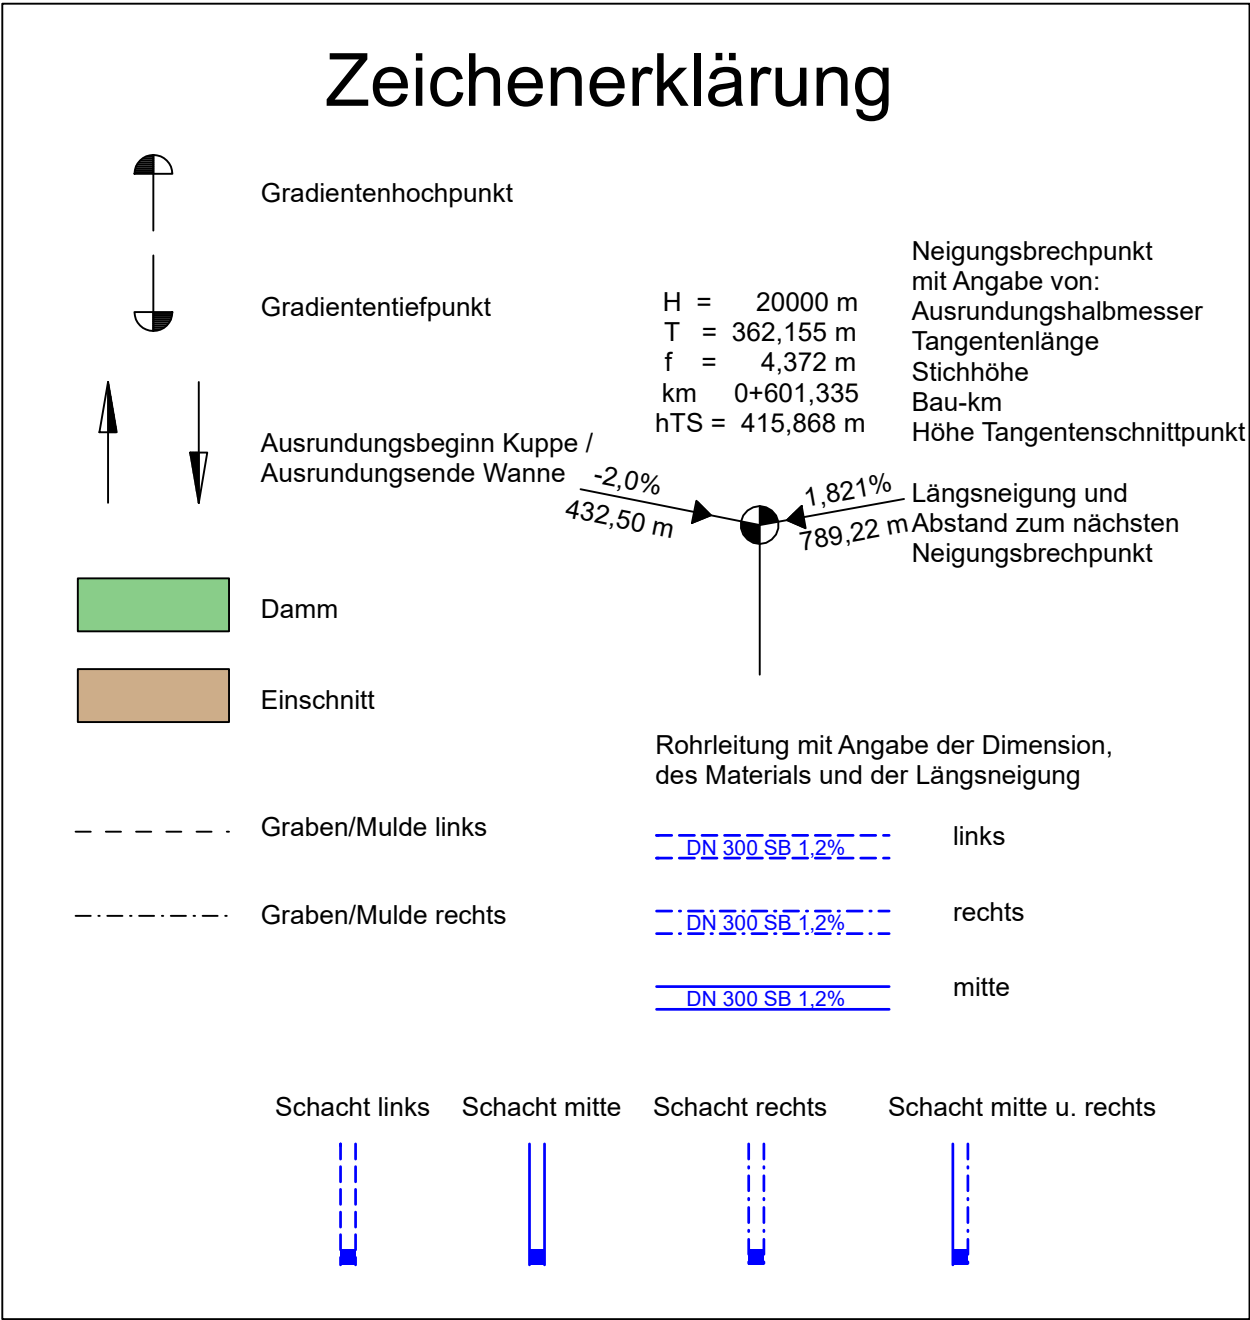 Zeichenerklärung
Gradientenhochpunkt
Gradiententiefpunkt
Ausrundungsbeginn Kuppe /
Ausrundungsende Wanne
Damm
Einschnitt
Graben/Mulde links
Graben/Mulde rechts
H = 20000 m
T = 362,155 m
f = 4,372 m
km 0+601,335
hTS = 415,868 m
Neigungsbrechpunkt
mit Angabe von:
Ausrundungshalbmesser
Tangentenlänge
Stichhöhe
Bau-km
Höhe Tangentenschnittpunkt
-2,0%
432,50 m
1,821%
789,22 m
Längsneigung und
Abstand zum nächsten
Neigungsbrechpunkt
Rohrleitung mit Angabe der Dimension,
des Materials und der Längsneigung
DN 300 SB 1,2%
links
DN 300 SB 1,2%
rechts
DN 300 SB 1,2%
mitte
Schacht links
Schacht mitte
Schacht rechts
Schacht mitte u. rechts